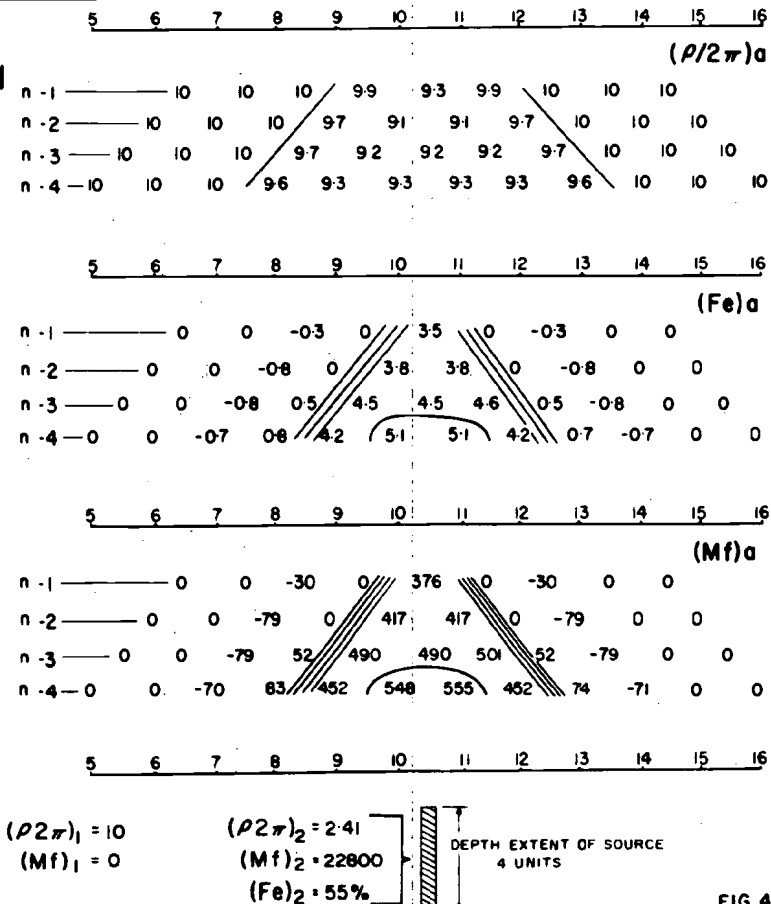 5 6 7 8 9 10 11 12 13 14 15 16
(ρ/2π)a
n -1 10 10 10 9.9 9.3 9.9 10 10 10
n -2 10 10 10 9.7 9.1 9.1 9.7 10 10 10
n -3 10 10 10 9.7 9.2 9.2 9.2 9.7 10 10 10
n -4 10 10 10 9.6 9.3 9.3 9.3 9.3 9.6 10 10 10
5 6 7 8 9 10 11 12 13 14 15 16
(Fe)a
n -1 0 0 -0.3 0 3.5 0 -0.3 0 0
n -2 0 0 -0.8 0 3.8 3.8 0 -0.8 0 0
n -3 0 0 -0.8 0.5 4.5 4.5 4.6 0.5 -0.8 0 0
n -4 0 0 -0.7 0.8 4.2 5.1 5.1 4.2 0.7 -0.7 0 0
5 6 7 8 9 10 11 12 13 14 15 16
(Mf)a
n -1 0 0 -30 0 376 0 -30 0 0
n -2 0 0 -79 0 417 417 0 -79 0 0
n -3 0 0 -79 52 490 490 501 52 -79 0 0
n -4 0 0 -70 83 452 548 555 452 74 -71 0 0
5 6 7 8 9 10 11 12 13 14 15 16
(ρ2π)1 = 10 (ρ2π)2 = 2.41
(Mf)1 = 0 (Mf)2 = 22800
(Fe)2 = 55%
DEPTH EXTENT OF SOURCE
4 UNITS
FIG 4